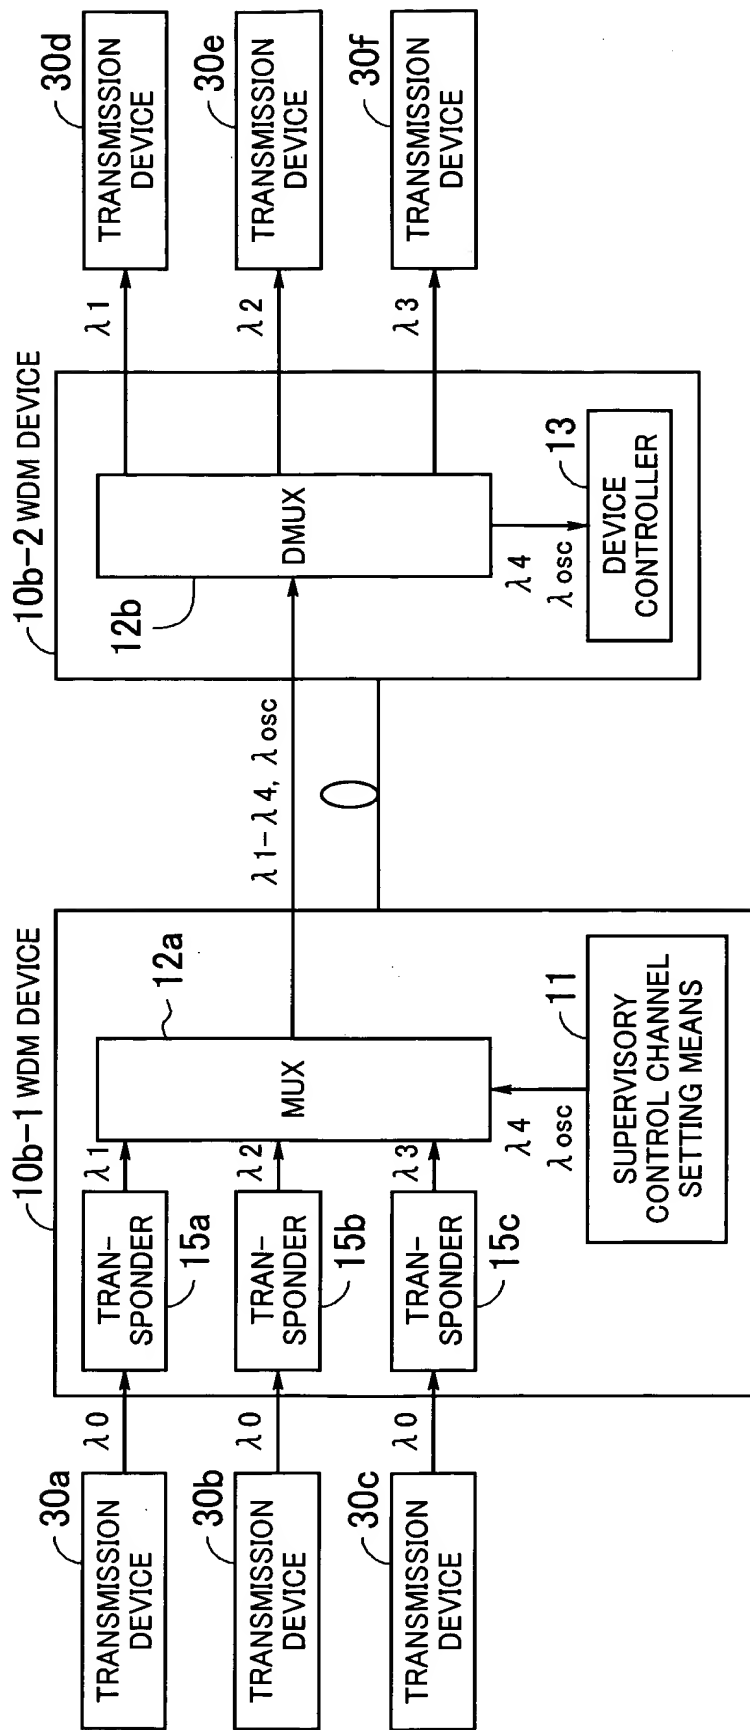 30a
TRANSMISSION
DEVICE
λ0
30b
TRANSMISSION
DEVICE
λ0
30c
TRANSMISSION
DEVICE
λ0
10b-1 WDM DEVICE
TRAN-
SPONDER
15a
λ1
TRAN-
SPONDER
15b
λ2
TRAN-
SPONDER
15c
λ3
12a
MUX
λ4
λosc
11
SUPERVISORY
CONTROL CHANNEL
SETTING MEANS
λ1-λ4, λosc
10b-2 WDM DEVICE
12b
DMUX
λ4
λosc
13
DEVICE
CONTROLLER
λ1
30d
TRANSMISSION
DEVICE
λ2
30e
TRANSMISSION
DEVICE
λ3
30f
TRANSMISSION
DEVICE